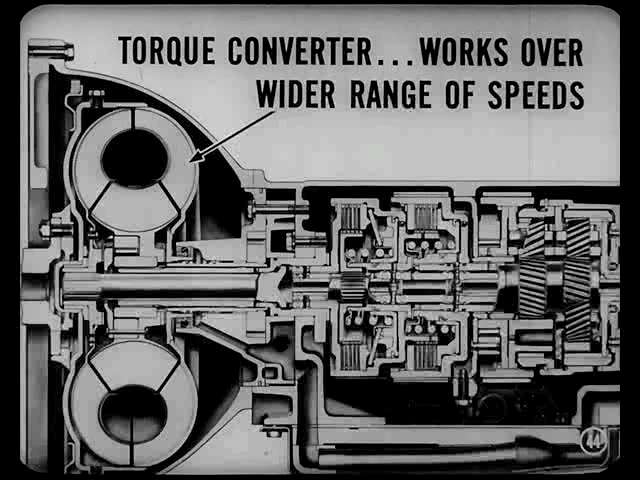 TORQUE CONVERTER...WORKS OVER
WIDER RANGE OF SPEEDS
44